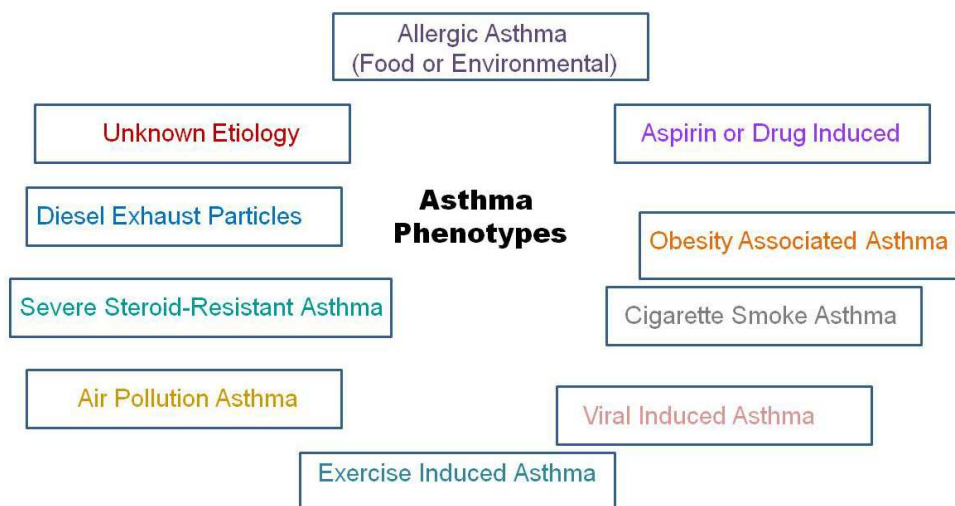 Allergic Asthma
(Food or Environmental)
Unknown Etiology
Aspirin or Drug Induced
Diesel Exhaust Particles
Asthma
Phenotypes
Obesity Associated Asthma
Severe Steroid-Resistant Asthma
Cigarette Smoke Asthma
Air Pollution Asthma
Viral Induced Asthma
Exercise Induced Asthma